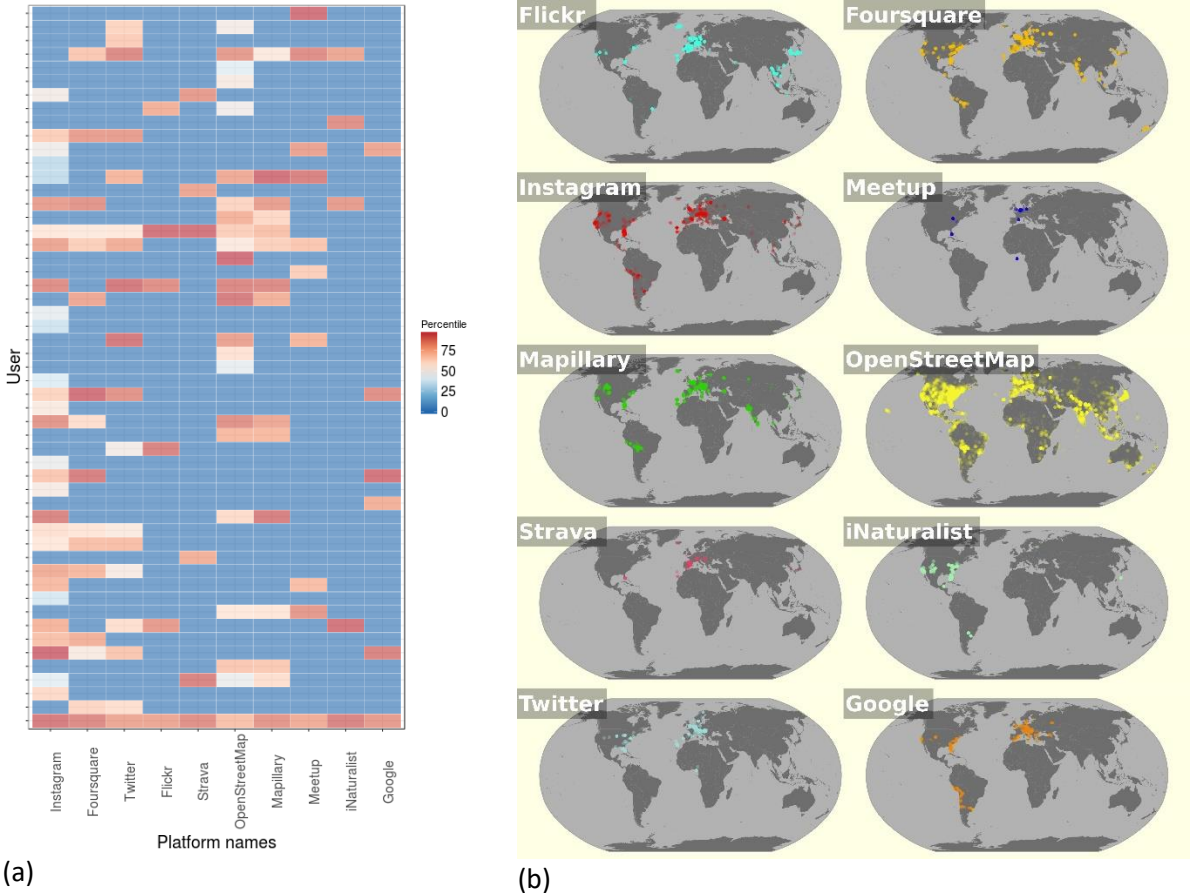 User
Percentile
75
50
25
0
Instagram
Foursquare
Twitter
Flickr
Strava
OpenStreetMap
Mapillary
Meetup
iNaturalist
Google
Platform names
(a)
Flickr
Foursquare
Instagram
Meetup
Mapillary
OpenStreetMap
Strava
iNaturalist
Twitter
Google
(b)